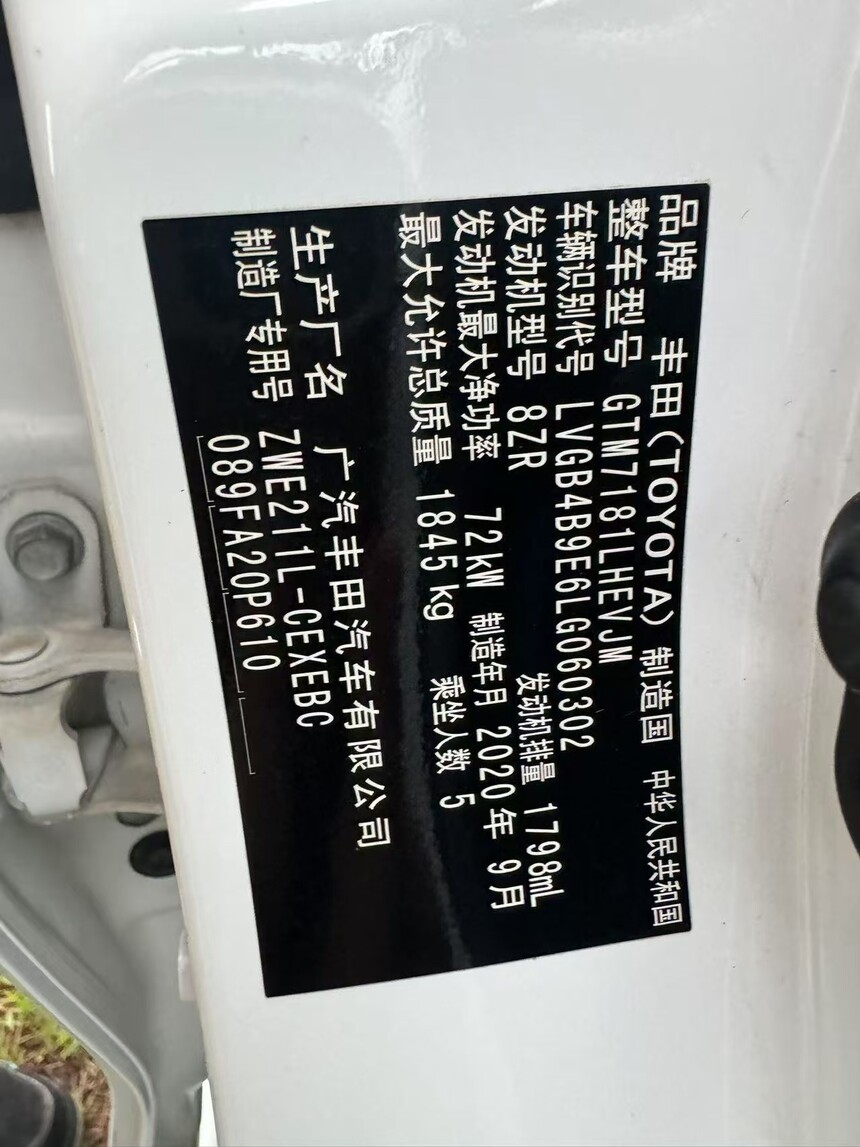 品牌 丰田(TOYOTA) 制造国 中华人民共和国
整车型号 GTM7181LHEVJM
车辆识别代号 LVGB4B9E6LG060302
发动机型号 8ZR 发动机排量 1798mL
发动机最大净功率 72kW 制造年月 2020年 9月
最大允许总质量 1845kg 乘坐人数 5
生产厂名 广汽丰田汽车有限公司
制造厂专用号 ZWE211L-CEXEBC
089FA20P610